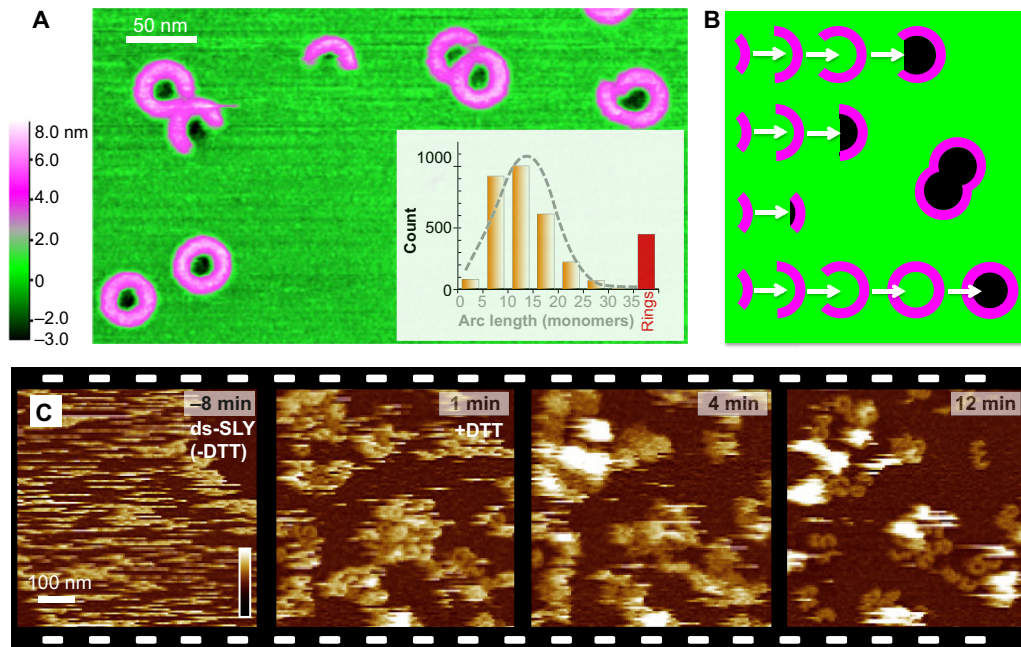 A
50 nm
8.0 nm
6.0
4.0
2.0
0
–2.0
–3.0
1000
500
0
Count
0 5 10 15 20 25 30 35
Arc length (monomers)
Rings
B
C
–8 min
ds-SLY
(-DTT)
100 nm
1 min
+DTT
4 min
12 min